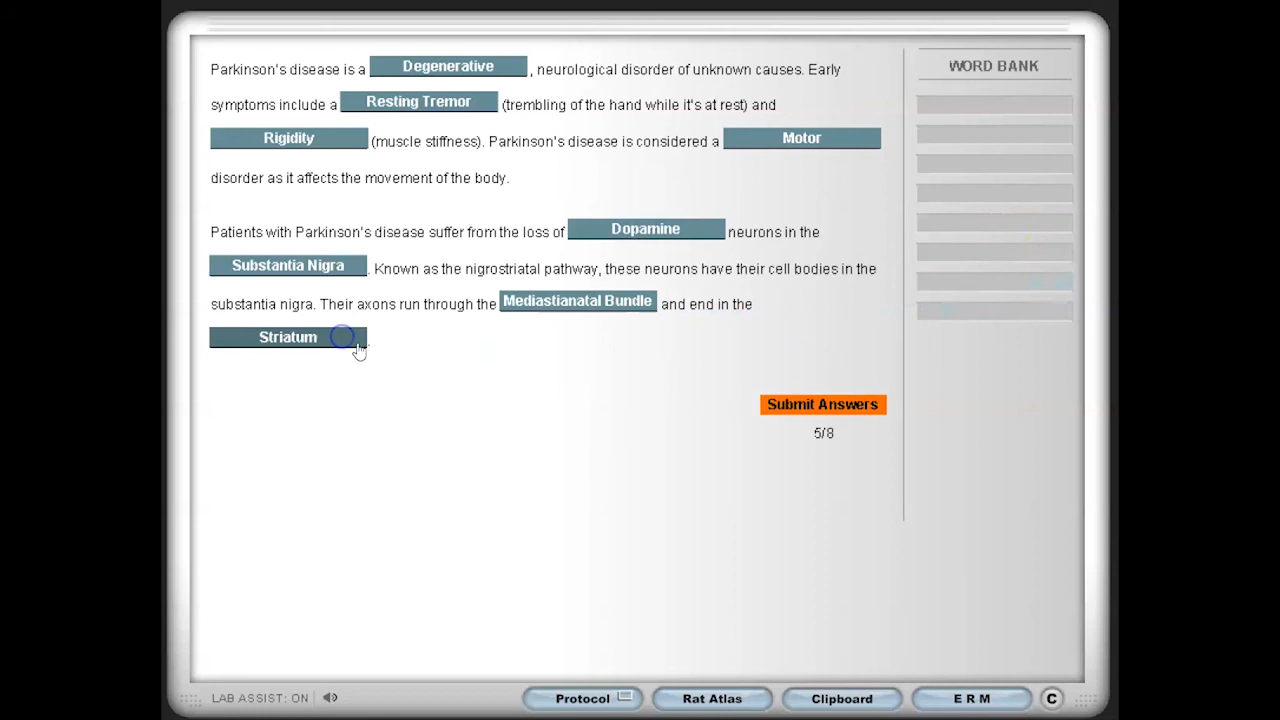 Parkinson's disease is a Degenerative , neurological disorder of unknown causes. Early
symptoms include a Resting Tremor (trembling of the hand while it's at rest) and
Rigidity (muscle stiffness). Parkinson's disease is considered a Motor
disorder as it affects the movement of the body.
Patients with Parkinson's disease suffer from the loss of Dopamine neurons in the
Substantia Nigra . Known as the nigrostriatal pathway, these neurons have their cell bodies in the
substantia nigra. Their axons run through the Mediastianatal Bundle and end in the
Striatum .
Submit Answers
5/8
WORD BANK
LAB ASSIST: ON
Protocol
Rat Atlas
Clipboard
E R M
C